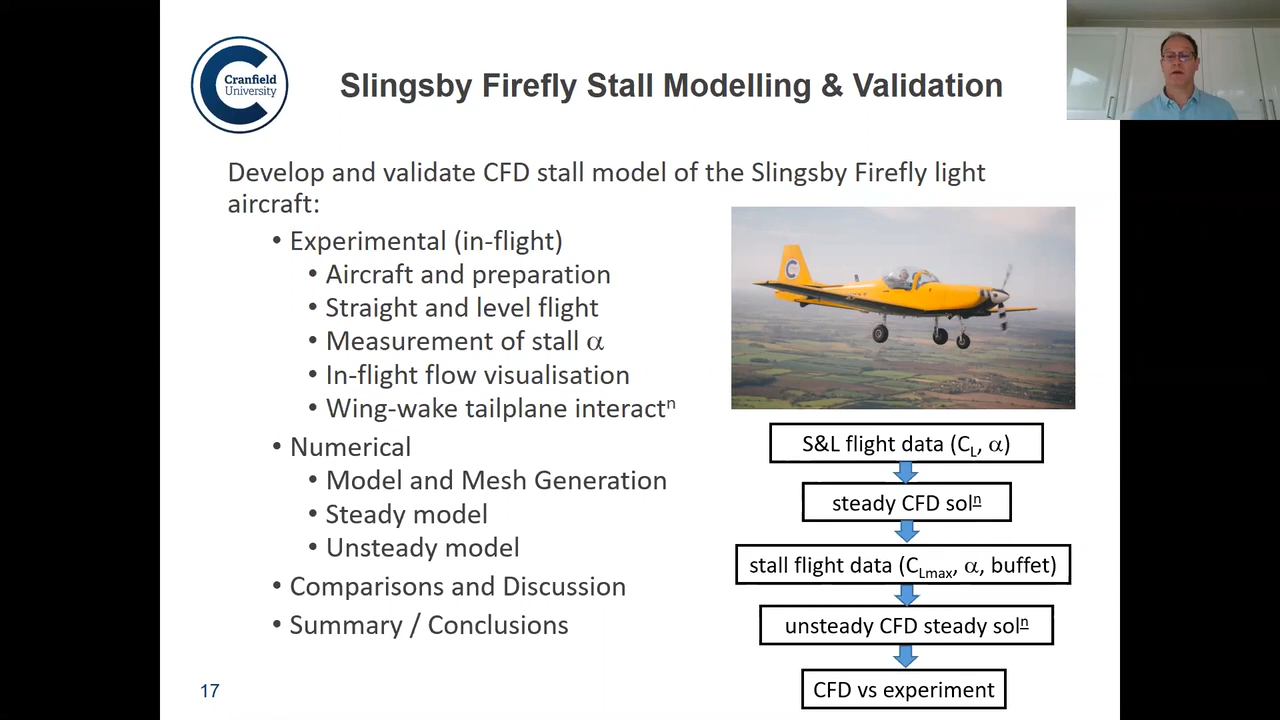 Cranfield
University
Slingsby Firefly Stall Modelling & Validation
Develop and validate CFD stall model of the Slingsby Firefly light
aircraft:
• Experimental (in-flight)
• Aircraft and preparation
• Straight and level flight
• Measurement of stall α
• In-flight flow visualisation
• Wing-wake tailplane interactⁿ
• Numerical
• Model and Mesh Generation
• Steady model
• Unsteady model
• Comparisons and Discussion
• Summary / Conclusions
S&L flight data (C_L, α)
steady CFD solⁿ
stall flight data (C_Lmax, α, buffet)
unsteady CFD steady solⁿ
CFD vs experiment
17